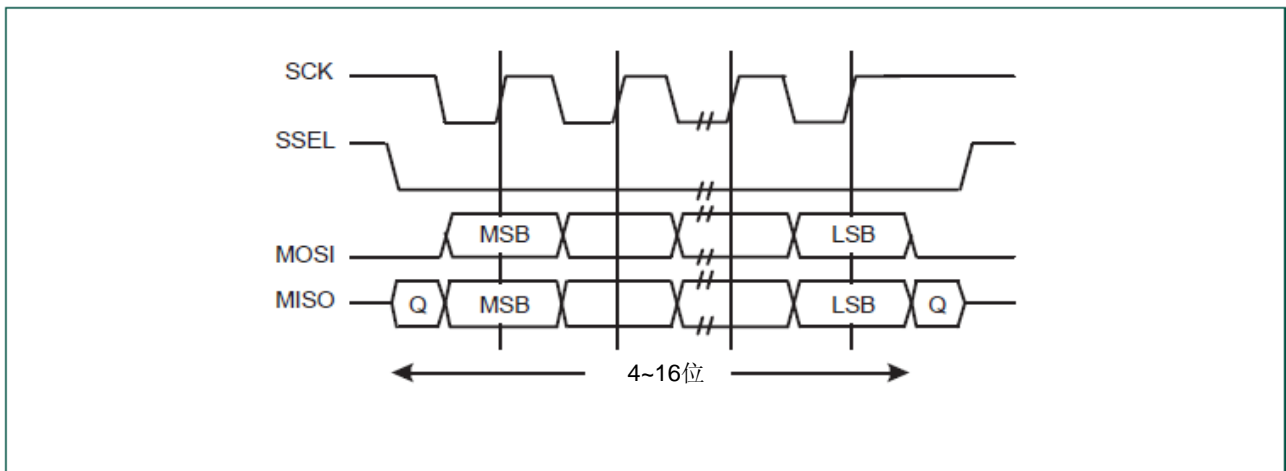 SCK
SSEL
MOSI MSB LSB
MISO Q MSB LSB Q
4~16位